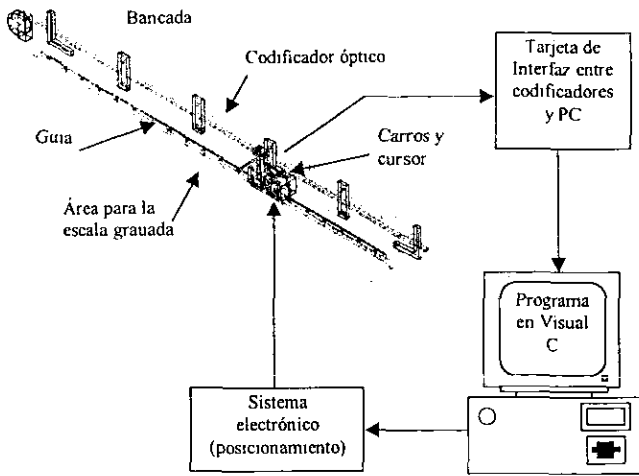 Bancada
Codificador óptico
Guia
Carros y
cursor
Área para la
escala grauada
Tarjeta de
Interfaz entre
codificadores
y PC
Programa
en Visual
C
Sistema
electrónico
(posicionamiento)